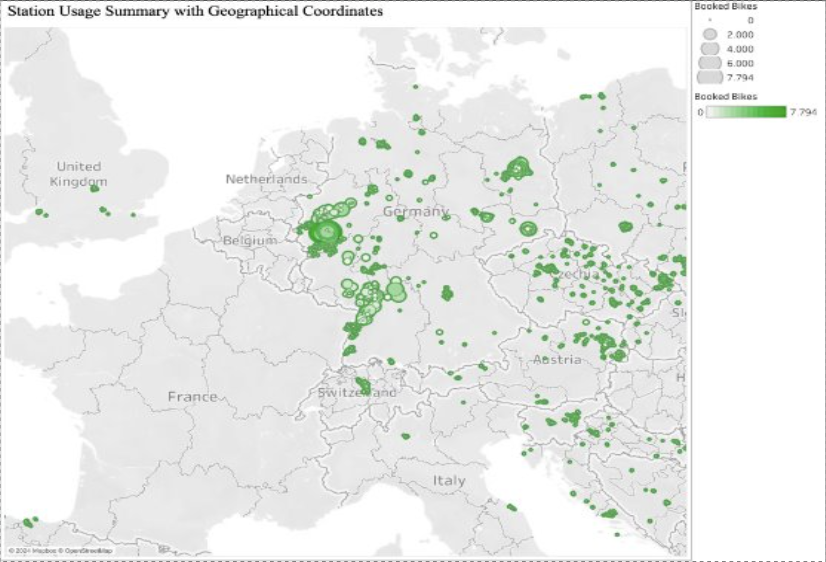 Station Usage Summary with Geographical Coordinates
Booked Bikes
0
2.000
4.000
6.000
7.794
Booked Bikes
0 7.794
United
Kingdom
Netherlands
Germany
Belgium
Czechia
Sl
Austria
H
France
Switzerland
Italy
© 2024 Mapbox © OpenStreetMap